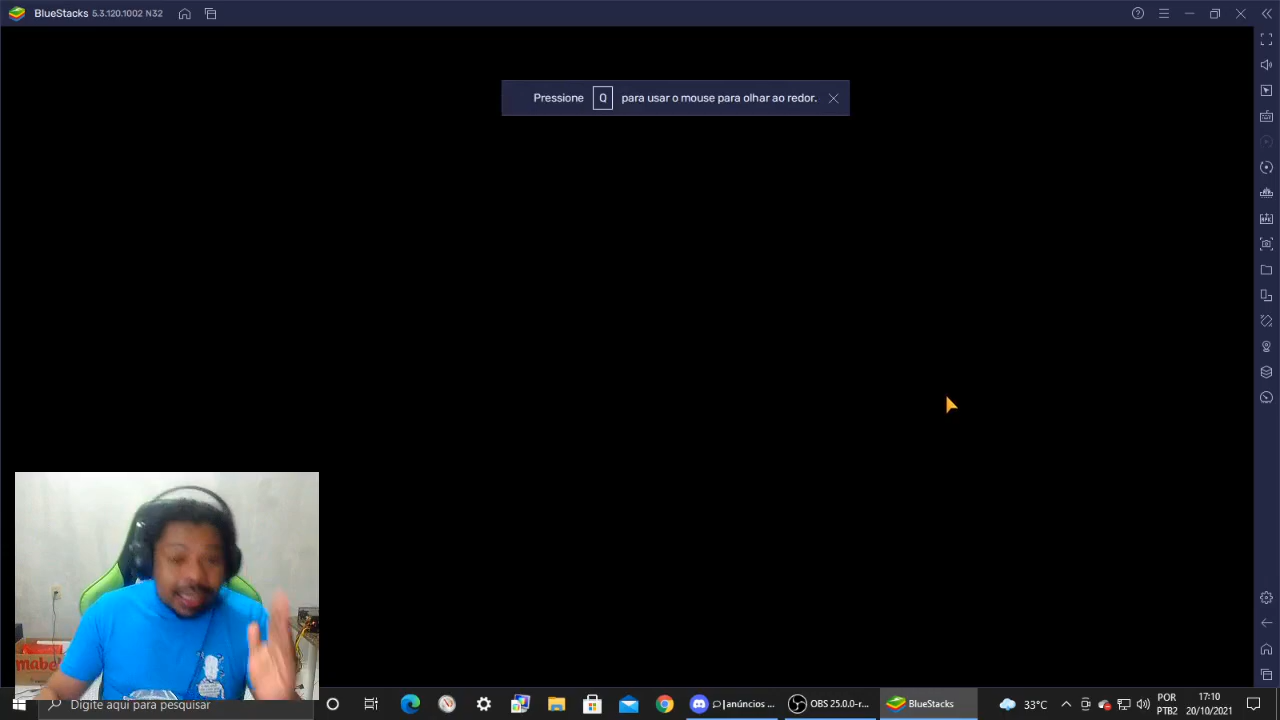 BlueStacks 5.3.120.1002 N32
Pressione Q para usar o mouse para olhar ao redor.
mabel
Digite aqui para pesquisar
anúncios ...
OBS 25.0.0-r...
BlueStacks
33°C
POR
PTB2
17:10
20/10/2021